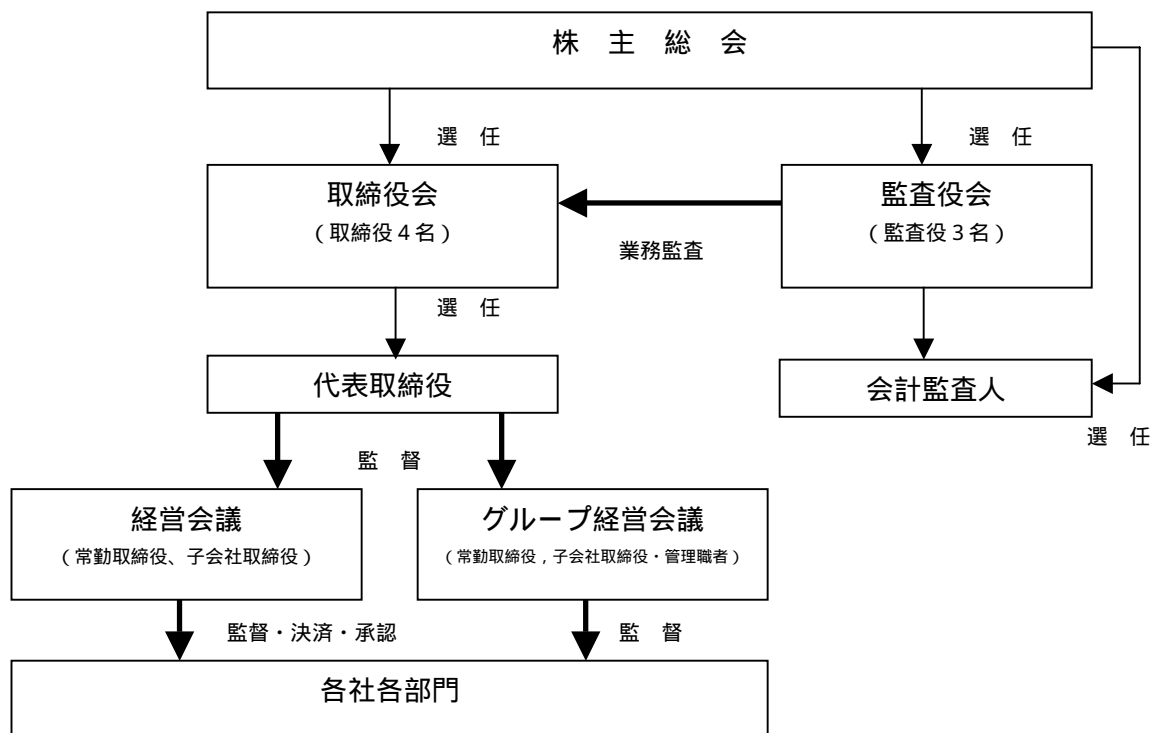 株 主 総 会
選 任
選 任
取締役会
(取締役4名)
監査役会
(監査役3名)
業務監査
選 任
代表取締役
会計監査人
選 任
監 督
経営会議
(常勤取締役、子会社取締役)
グループ経営会議
(常勤取締役,子会社取締役・管理職者)
監督・決済・承認
監 督
各社各部門